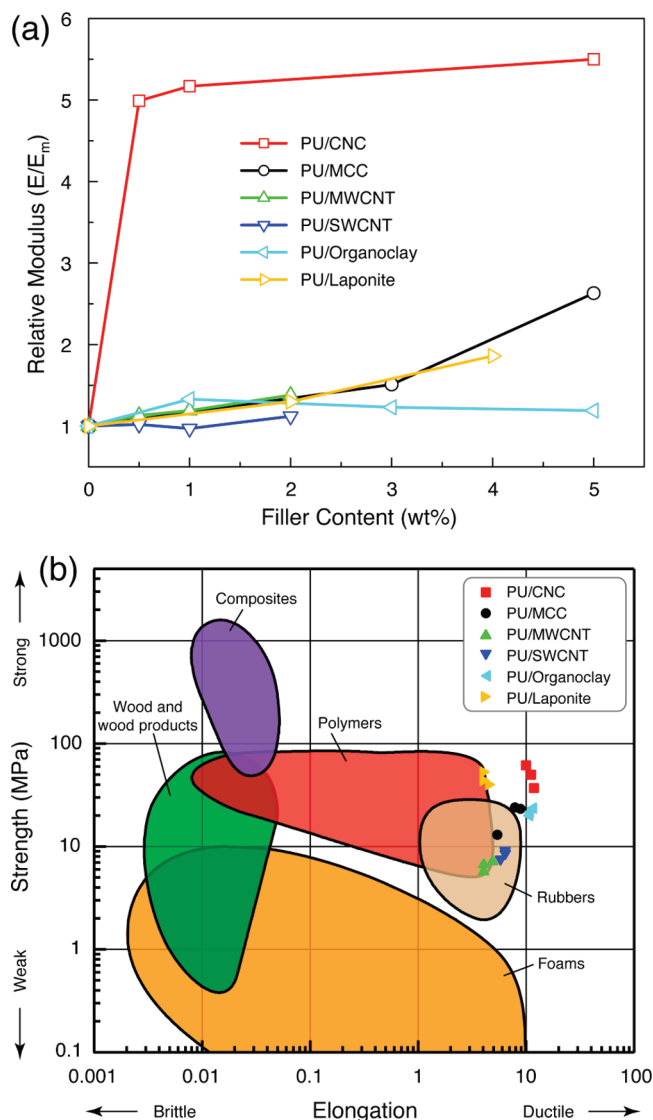 (a)
6
5
4
3
2
1
Relative Modulus (E/Em)
PU/CNC
PU/MCC
PU/MWCNT
PU/SWCNT
PU/Organoclay
PU/Laponite
0 1 2 3 4 5
Filler Content (wt%)
(b)
Strong
Strength (MPa)
Weak
1000
100
10
1
0.1
Composites
Wood and
wood products
Polymers
PU/CNC
PU/MCC
PU/MWCNT
PU/SWCNT
PU/Organoclay
PU/Laponite
Rubbers
Foams
0.001 0.01 0.1 1 10 100
Brittle Elongation Ductile